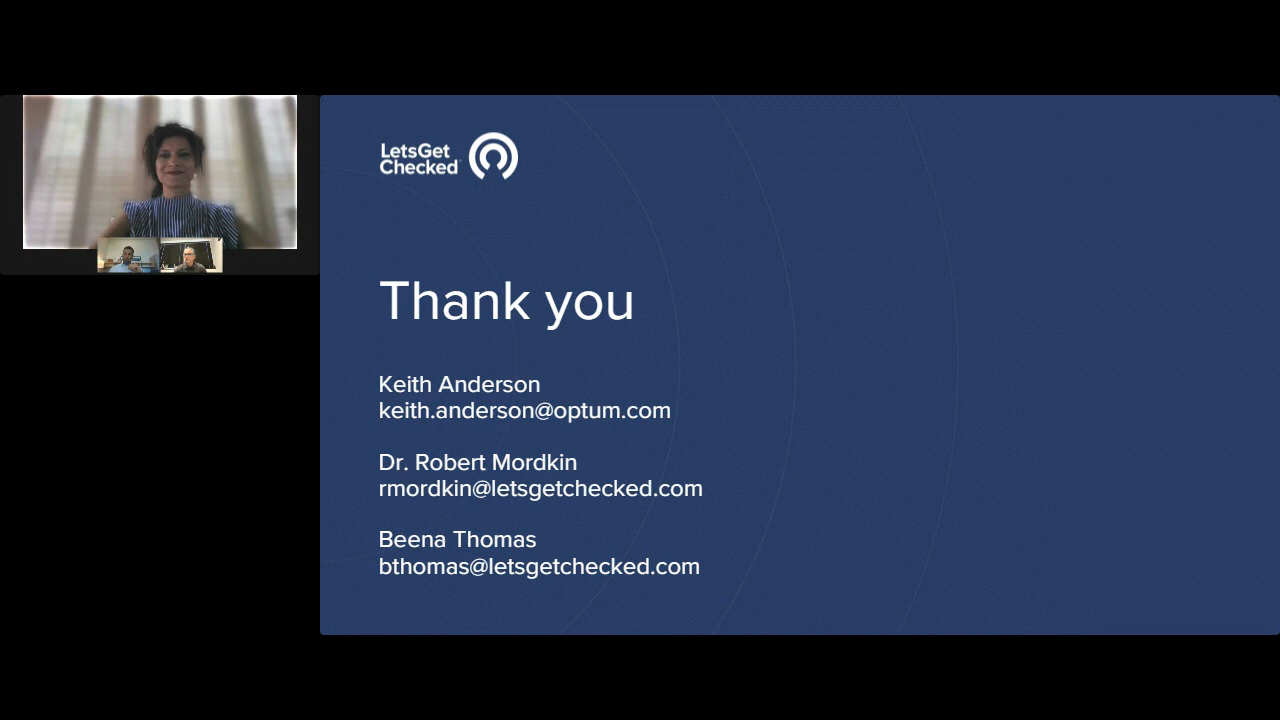 LetsGet
Checked
Thank you
Keith Anderson
keith.anderson@optum.com
Dr. Robert Mordkin
rmordkin@letsgetchecked.com
Beena Thomas
bthomas@letsgetchecked.com